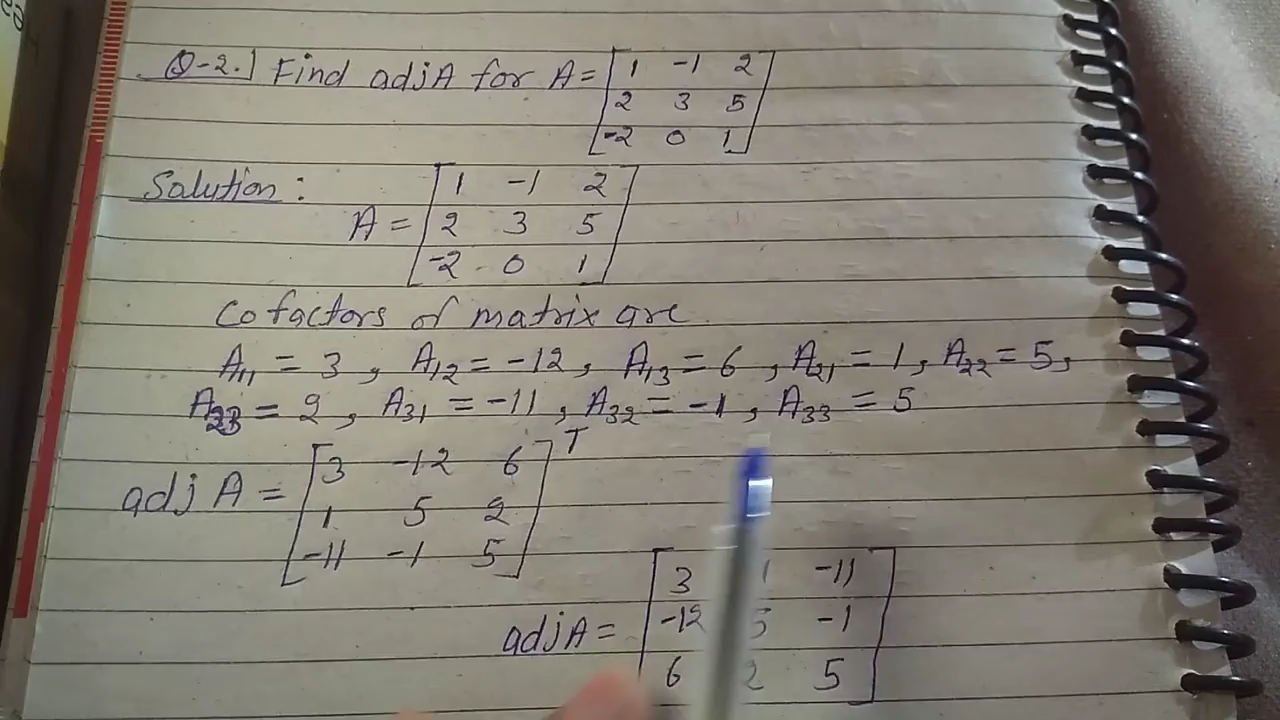 Q-2.] Find adjA for A = [1 -1 2
2 3 5
-2 0 1]
Solution:
A = [1 -1 2
2 3 5
-2 0 1]
Cofactors of matrix are
A₁₁ = 3, A₁₂ = -12, A₁₃ = 6, A₂₁ = 1, A₂₂ = 5,
A₂₃ = 2, A₃₁ = -11, A₃₂ = -1, A₃₃ = 5
adj A = [3 -12 6
1 5 2
-11 -1 5]ᵀ
adjA = [3 1 -11
-12 5 -1
6 2 5]